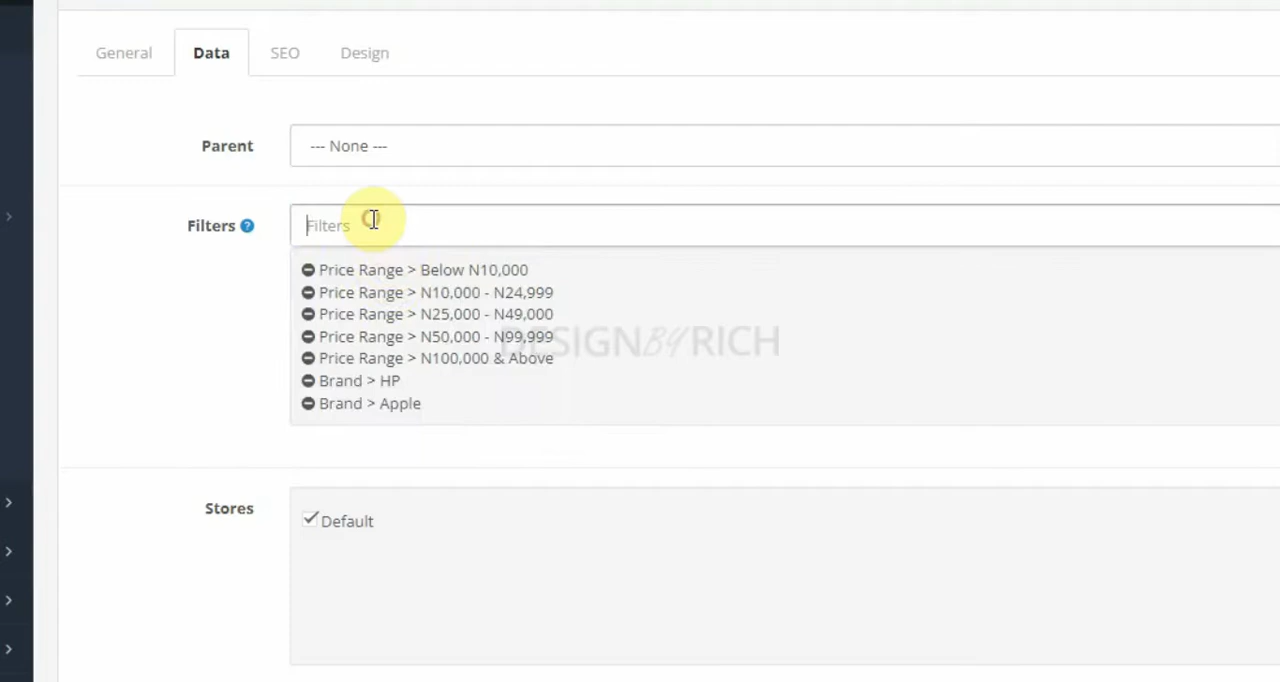 General Data SEO Design
Parent --- None ---
Filters ? Filters
Price Range > Below N10,000
Price Range > N10,000 - N24,999
Price Range > N25,000 - N49,000
Price Range > N50,000 - N99,999
Price Range > N100,000 & Above
Brand > HP
Brand > Apple
DESIGNBYRICH
Stores
Default